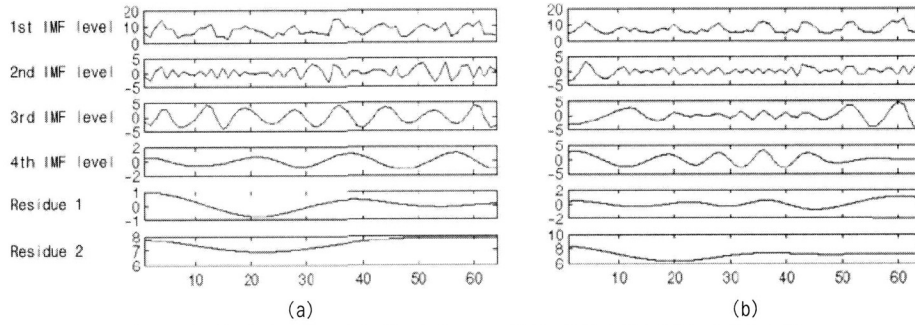 1st IMF level 20 10 0 20 10 0
2nd IMF level 5 0 -5 5 0 -5
3rd IMF level 5 0 -5 5 0 -5
4th IMF level 2 0 -2 5 0 -5
Residue 1 1 0 -1 2 0 -2
Residue 2 8 7 6 10 8 6
10 20 30 40 50 60 10 20 30 40 50 60
(a) (b)